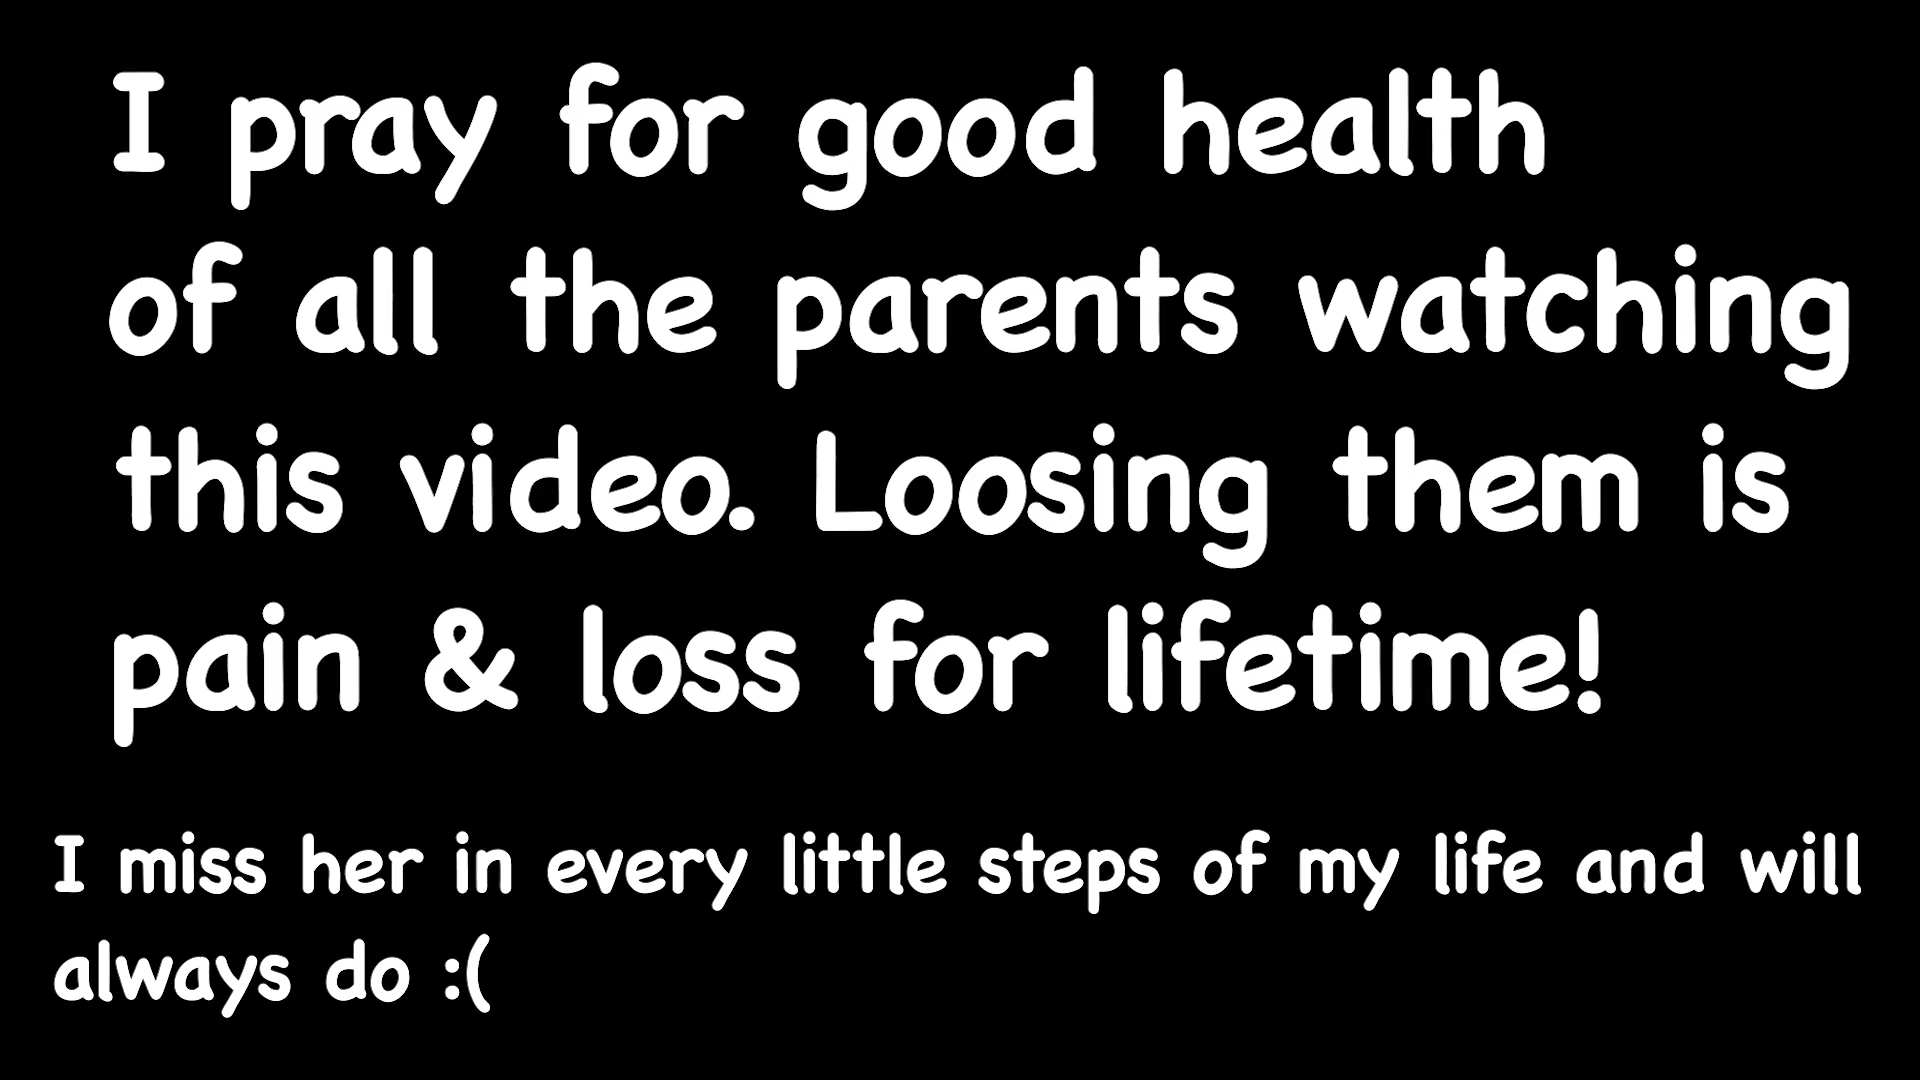 I pray for good health
of all the parents watching
this video. Loosing them is
pain & loss for lifetime!
I miss her in every little steps of my life and will
always do :(